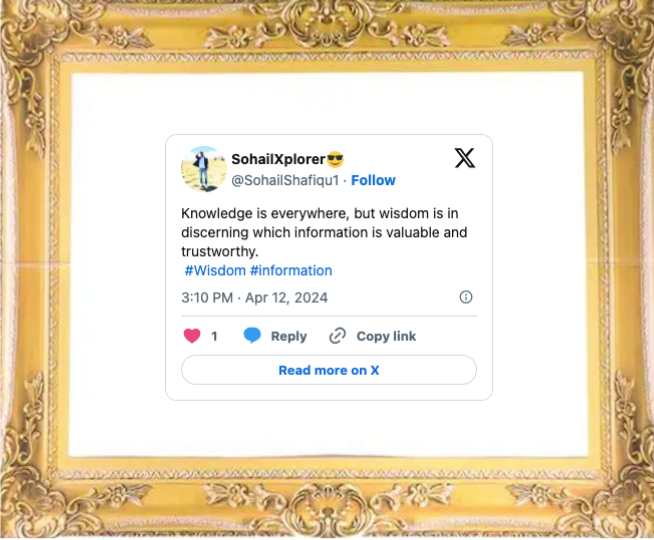 SohailXplorer😎
@SohailShafiqu1 · Follow
Knowledge is everywhere, but wisdom is in
discerning which information is valuable and
trustworthy.
#Wisdom #information
3:10 PM · Apr 12, 2024
1 Reply Copy link
Read more on X